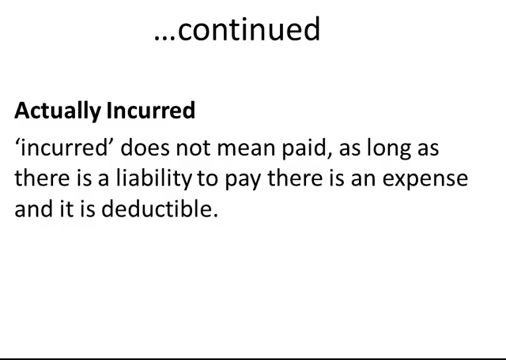 ...continued
Actually Incurred
‘incurred’ does not mean paid, as long as
there is a liability to pay there is an expense
and it is deductible.